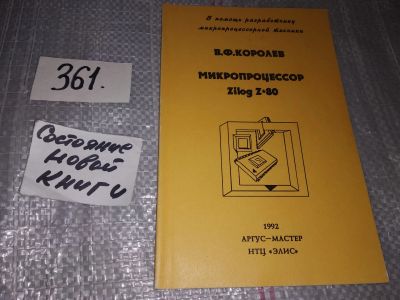 361.
Состояние
новой
книги
В помощь разработчику
микропроцессорной техники
В.Ф.КОРОЛЕВ
МИКРОПРОЦЕССОР
Zilog Z-80
1992
АРГУС—МАСТЕР
НТЦ «ЭЛИС»